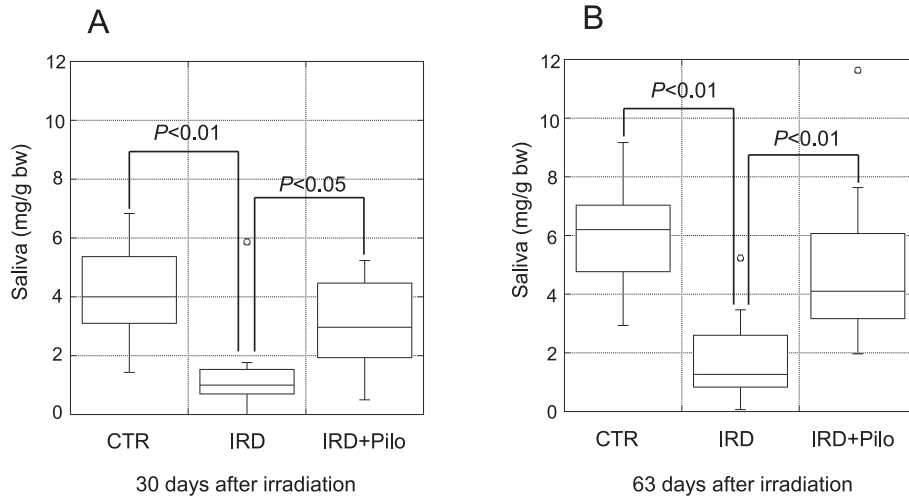 A
12
10
8
6
4
2
0
Saliva (mg/g bw)
P<0.01
P<0.05
CTR IRD IRD+Pilo
30 days after irradiation
B
12
10
8
6
4
2
0
Saliva (mg/g bw)
P<0.01
P<0.01
CTR IRD IRD+Pilo
63 days after irradiation